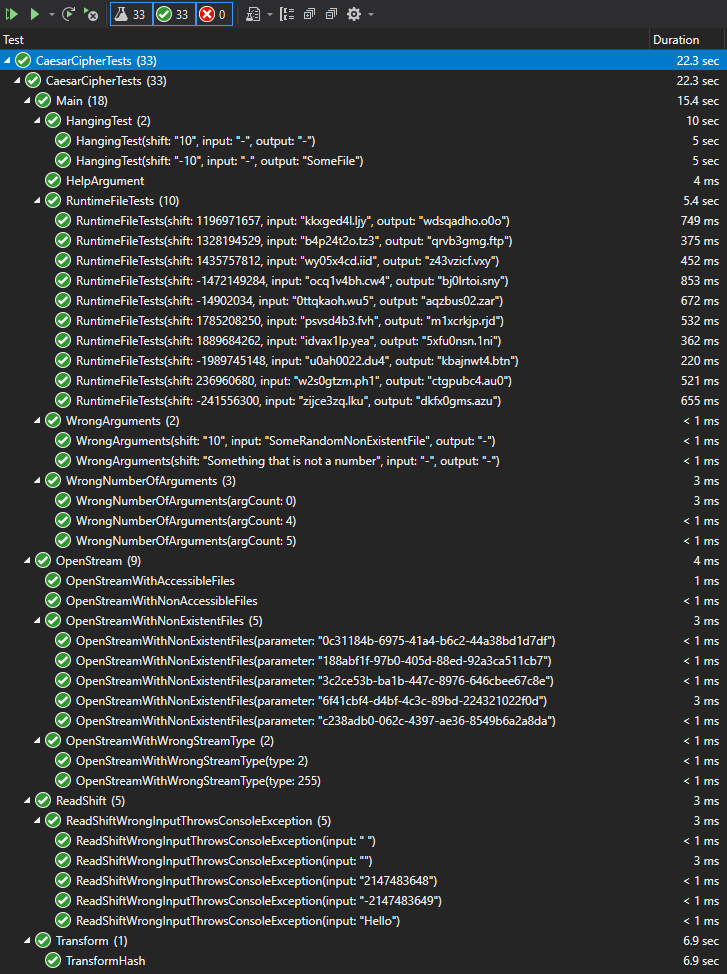 33 33 0
Test Duration
CaesarCipherTests (33) 22.3 sec
CaesarCipherTests (33) 22.3 sec
Main (18) 15.4 sec
HangingTest (2) 10 sec
HangingTest(shift: "10", input: "-", output: "-") 5 sec
HangingTest(shift: "-10", input: "-", output: "SomeFile") 5 sec
HelpArgument 4 ms
RuntimeFileTests (10) 5.4 sec
RuntimeFileTests(shift: 1196971657, input: "kkxged4l.ljy", output: "wdsqadho.o0o") 749 ms
RuntimeFileTests(shift: 1328194529, input: "b4p24t2o.tz3", output: "qrvb3gmg.ftp") 375 ms
RuntimeFileTests(shift: 1435757812, input: "wy05x4cd.iid", output: "z43vzicf.vxy") 452 ms
RuntimeFileTests(shift: -1472149284, input: "ocq1v4bh.cw4", output: "bj0lrtoi.sny") 853 ms
RuntimeFileTests(shift: -14902034, input: "0ttqkaoh.wu5", output: "aqzbus02.zar") 672 ms
RuntimeFileTests(shift: 1785208250, input: "psvsd4b3.fvh", output: "m1xcrkjp.rjd") 532 ms
RuntimeFileTests(shift: 1889684262, input: "idvax1lp.yea", output: "5xfu0nsn.1ni") 362 ms
RuntimeFileTests(shift: -1989745148, input: "u0ah0022.du4", output: "kbajnwt4.btn") 220 ms
RuntimeFileTests(shift: 236960680, input: "w2s0gtzm.ph1", output: "ctgpubc4.au0") 521 ms
RuntimeFileTests(shift: -241556300, input: "zijce3zq.lku", output: "dkfx0gms.azu") 655 ms
WrongArguments (2) < 1 ms
WrongArguments(shift: "10", input: "SomeRandomNonExistentFile", output: "-") < 1 ms
WrongArguments(shift: "Something that is not a number", input: "-", output: "-") < 1 ms
WrongNumberOfArguments (3) 3 ms
WrongNumberOfArguments(argCount: 0) 3 ms
WrongNumberOfArguments(argCount: 4) < 1 ms
WrongNumberOfArguments(argCount: 5) < 1 ms
OpenStream (9) 4 ms
OpenStreamWithAccessibleFiles 1 ms
OpenStreamWithNonAccessibleFiles < 1 ms
OpenStreamWithNonExistentFiles (5) 3 ms
OpenStreamWithNonExistentFiles(parameter: "0c31184b-6975-41a4-b6c2-44a38bd1d7df") < 1 ms
OpenStreamWithNonExistentFiles(parameter: "188abf1f-97b0-405d-88ed-92a3ca511cb7") < 1 ms
OpenStreamWithNonExistentFiles(parameter: "3c2ce53b-ba1b-447c-8976-646cbee67c8e") < 1 ms
OpenStreamWithNonExistentFiles(parameter: "6f41cbf4-d4bf-4c3c-89bd-224321022f0d") 3 ms
OpenStreamWithNonExistentFiles(parameter: "c238adb0-062c-4397-ae36-8549b6a2a8da") < 1 ms
OpenStreamWithWrongStreamType (2) < 1 ms
OpenStreamWithWrongStreamType(type: 2) < 1 ms
OpenStreamWithWrongStreamType(type: 255) < 1 ms
ReadShift (5) 3 ms
ReadShiftWrongInputThrowsConsoleException (5) 3 ms
ReadShiftWrongInputThrowsConsoleException(input: " ") < 1 ms
ReadShiftWrongInputThrowsConsoleException(input: "") 3 ms
ReadShiftWrongInputThrowsConsoleException(input: "2147483648") < 1 ms
ReadShiftWrongInputThrowsConsoleException(input: "-2147483649") < 1 ms
ReadShiftWrongInputThrowsConsoleException(input: "Hello") < 1 ms
Transform (1) 6.9 sec
TransformHash 6.9 sec